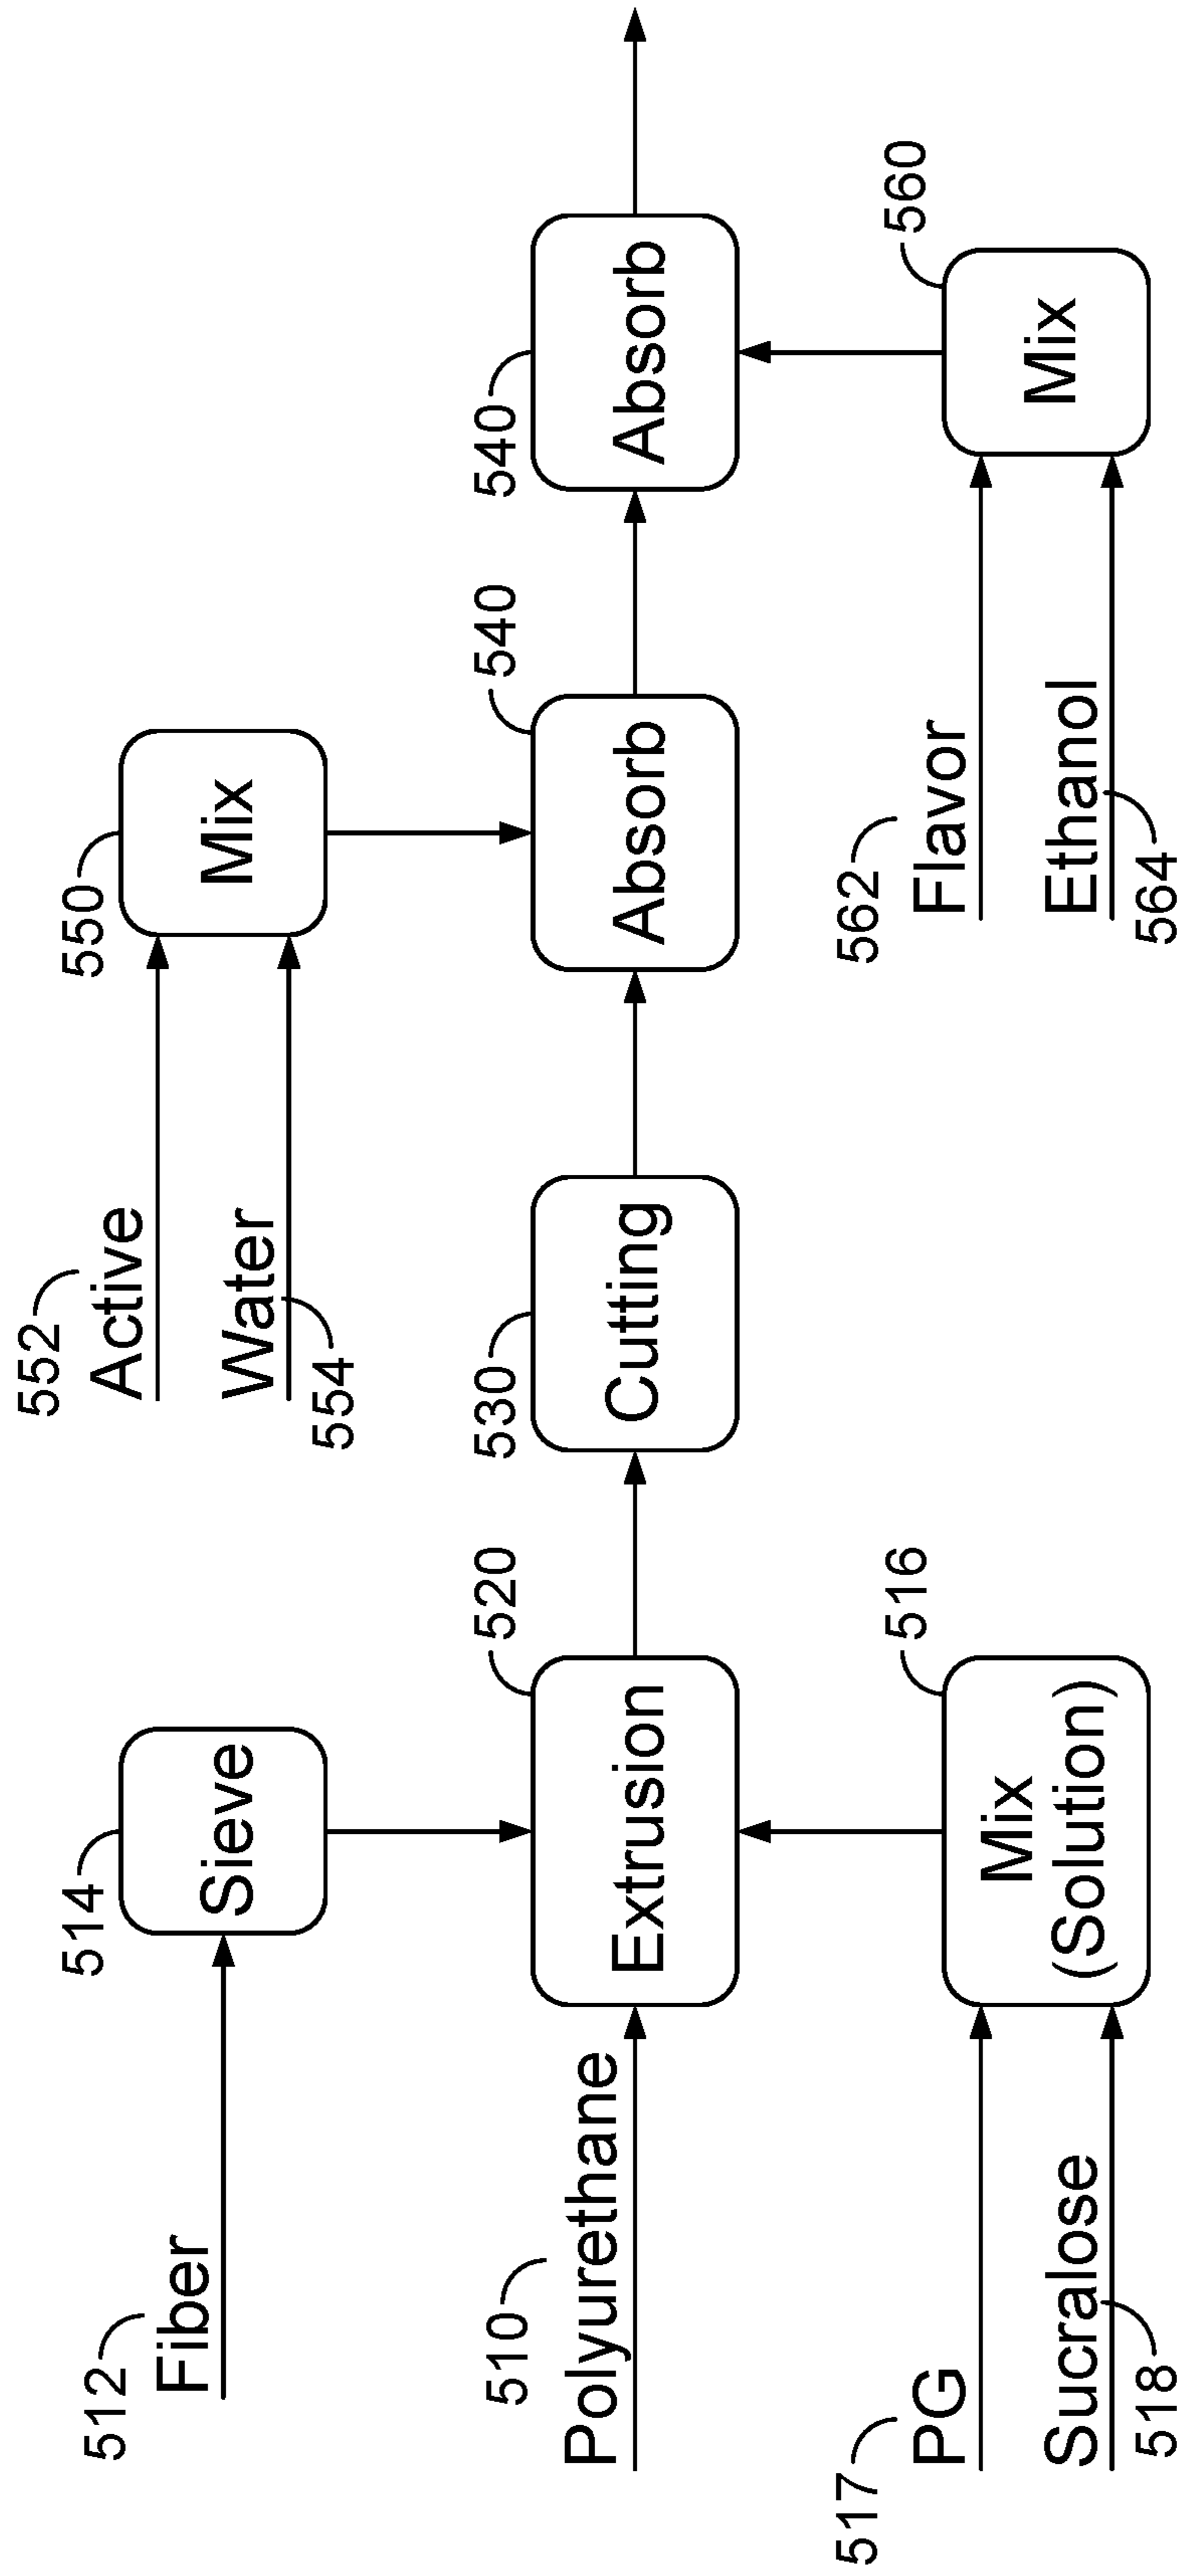 512
Fiber
514
Sieve
552
Active
Water
554
550
Mix
510
Polyurethane
520
Extrusion
530
Cutting
540
Absorb
540
Absorb
517
PG
Sucralose
518
516
Mix
(Solution)
562
Flavor
Ethanol
564
560
Mix